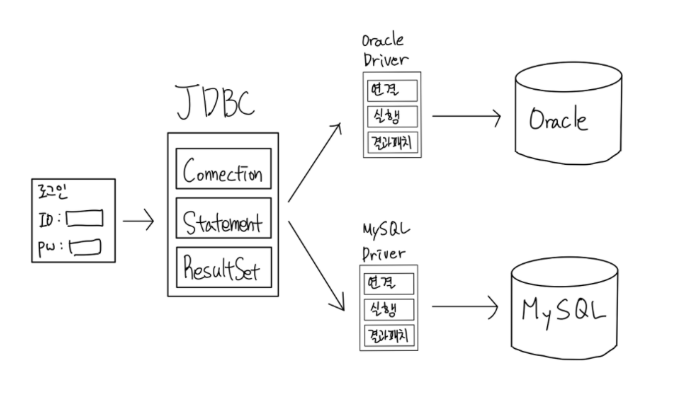 로그인
ID:
PW:
JDBC
Connection
Statement
ResultSet
Oracle
Driver
연결
실행
결과패치
Oracle
MySQL
Driver
연결
실행
결과패치
MySQL